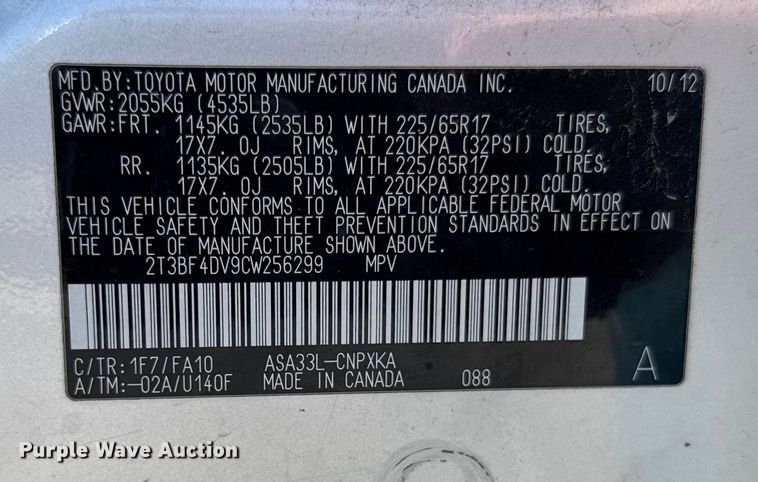 MFD.BY:TOYOTA MOTOR MANUFACTURING CANADA INC. 10/12
GVWR:2055KG (4535LB)
GAWR:FRT. 1145KG (2535LB) WITH 225/65R17 TIRES,
17X7. 0J RIMS, AT 220KPA (32PSI) COLD.
RR. 1135KG (2505LB) WITH 225/65R17 TIRES,
17X7. 0J RIMS, AT 220KPA (32PSI) COLD.
THIS VEHICLE CONFORMS TO ALL APPLICABLE FEDERAL MOTOR
VEHICLE SAFETY AND THEFT PREVENTION STANDARDS IN EFFECT ON
THE DATE OF MANUFACTURE SHOWN ABOVE.
2T3BF4DV9CW256299 MPV
C/TR:1F7/FA10 ASA33L-CNPXKA
A/TM:-02A/U140F MADE IN CANADA 088 A
Purple Wave Auction